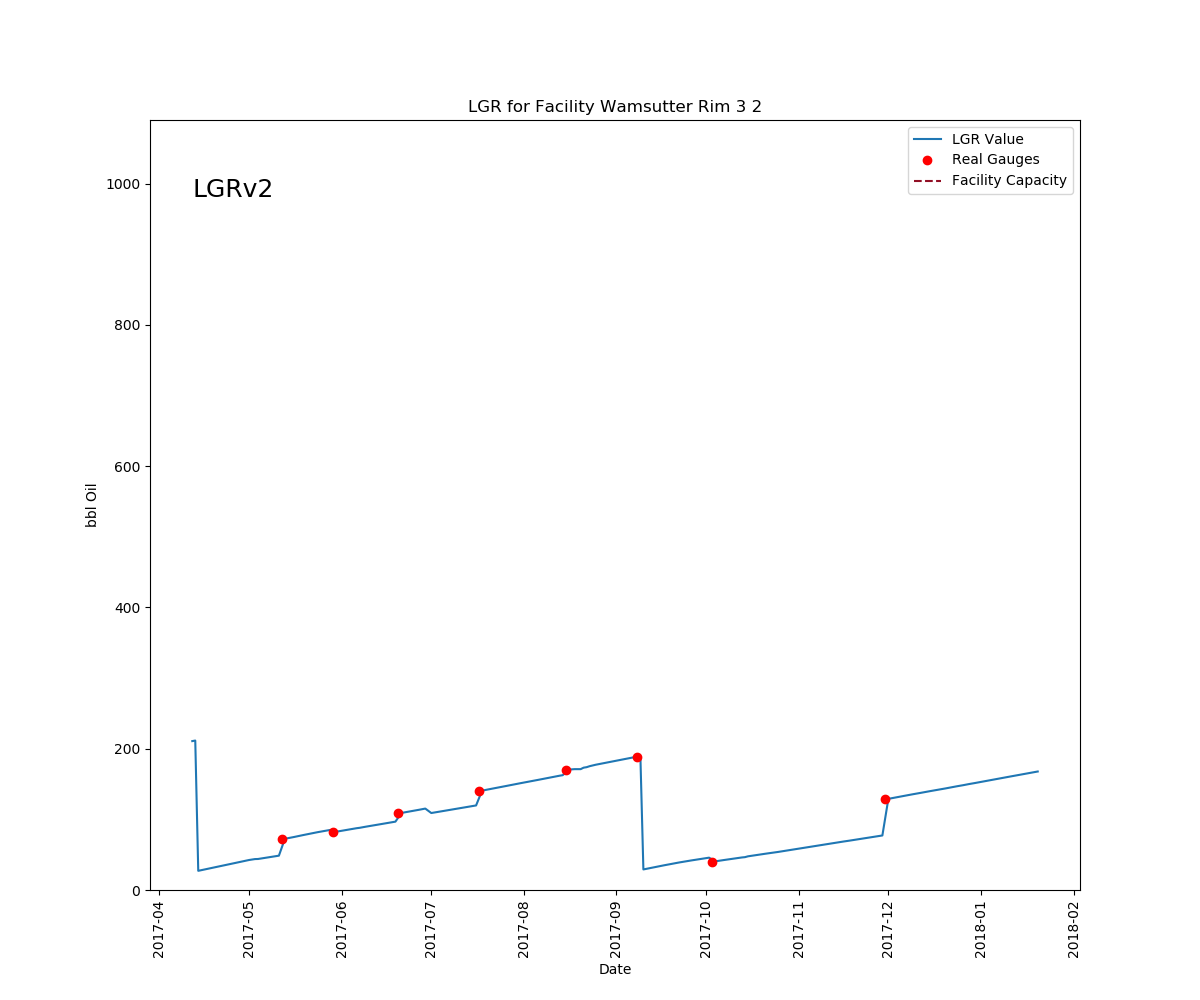 LGR for Facility Wamsutter Rim 3 2
LGR Value
Real Gauges
Facility Capacity
LGRv2
1000
800
600
400
200
0
bbl Oil
2017-04
2017-05
2017-06
2017-07
2017-08
2017-09
2017-10
2017-11
2017-12
2018-01
2018-02
Date